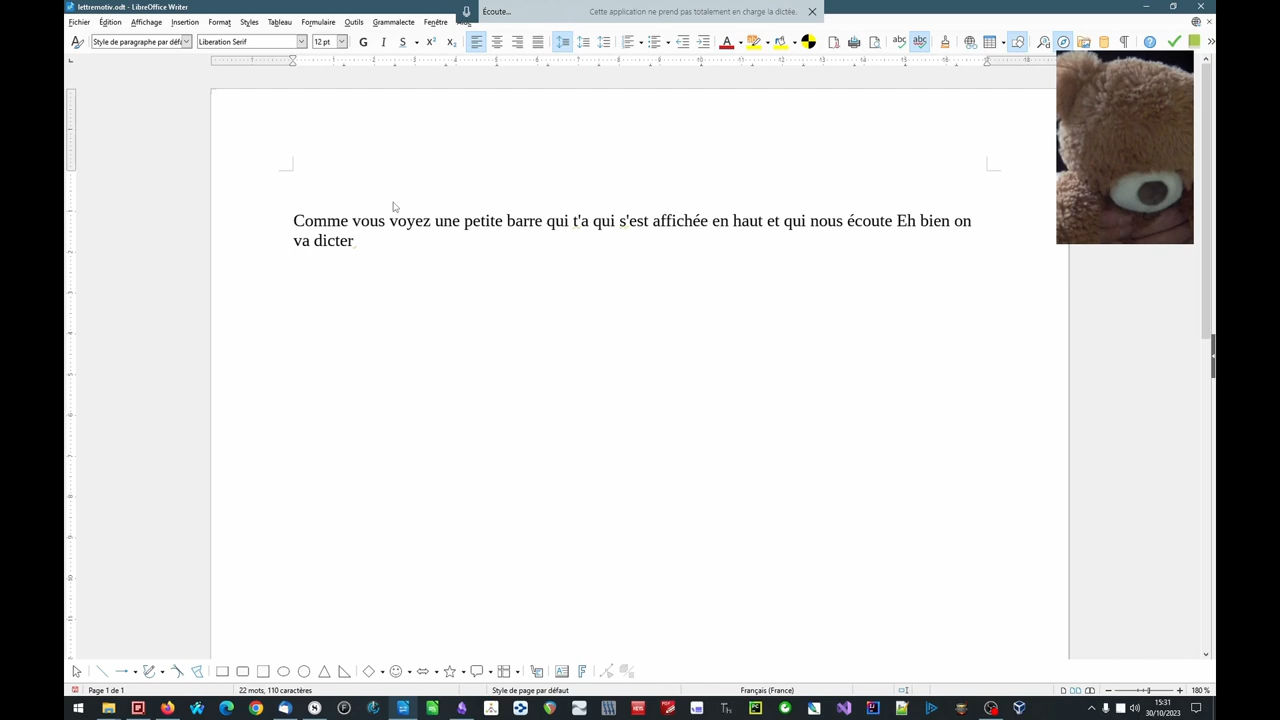 lettremotiv.odt - LibreOffice Writer
Écoute...
Cette application ne prend pas totalement en charge la dictée.
Fichier Édition Affichage Insertion Format Styles Tableau Formulaire Outils Grammalecte Fenêtre
Style de paragraphe par défa
Liberation Serif
12 pt
Comme vous voyez une petite barre qui t'a qui s'est affichée en haut et qui nous écoute Eh bien on
va dicter
Page 1 de 1
22 mots, 110 caractères
Style de page par défaut
Français (France)
180 %
15:31
30/10/2023